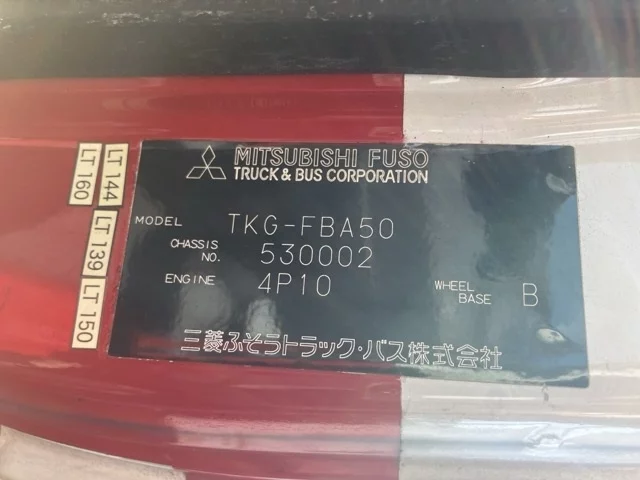 MITSUBISHI FUSO
TRUCK & BUS CORPORATION
MODEL TKG-FBA50
CHASSIS NO. 530002
ENGINE 4P10
WHEEL BASE B
三菱ふそうトラック・バス株式会社
LT 144
LT 160
LT 139
LT 150